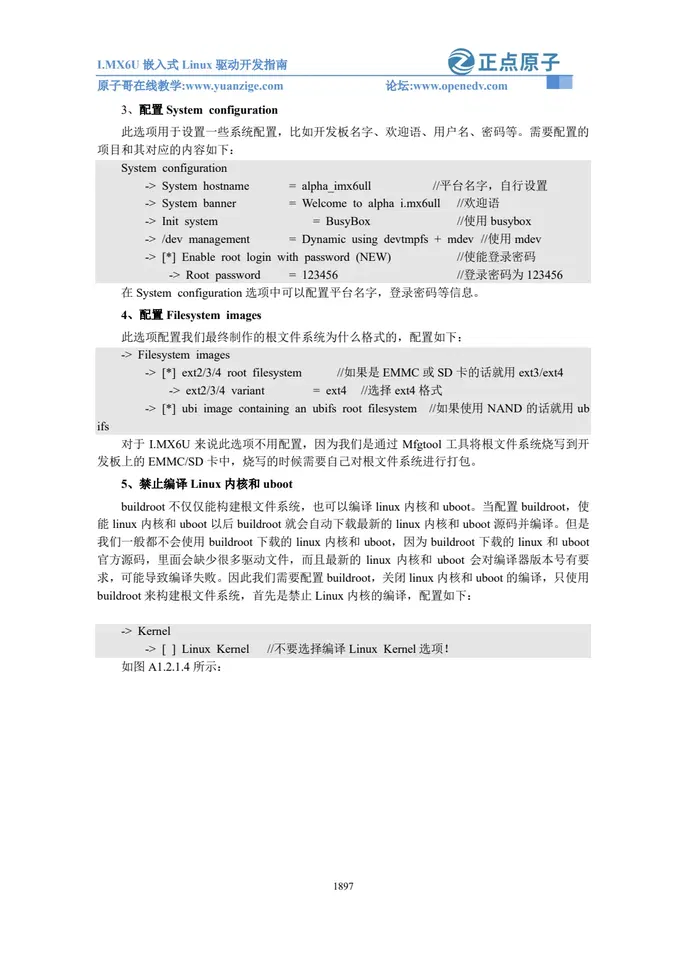 I.MX6U 嵌入式 Linux 驱动开发指南
正点原子
原子哥在线教学:www.yuanzige.com 论坛:www.openedv.com
3、配置 System configuration
此选项用于设置一些系统配置，比如开发板名字、欢迎语、用户名、密码等。需要配置的
项目和其对应的内容如下：
System configuration
-> System hostname = alpha_imx6ull //平台名字，自行设置
-> System banner = Welcome to alpha i.mx6ull //欢迎语
-> Init system = BusyBox //使用 busybox
-> /dev management = Dynamic using devtmpfs + mdev //使用 mdev
-> [*] Enable root login with password (NEW) //使能登录密码
-> Root password = 123456 //登录密码为 123456
在 System configuration 选项中可以配置平台名字，登录密码等信息。
4、配置 Filesystem images
此选项配置我们最终制作的根文件系统为什么格式的，配置如下：
-> Filesystem images
-> [*] ext2/3/4 root filesystem //如果是 EMMC 或 SD 卡的话就用 ext3/ext4
-> ext2/3/4 variant = ext4 //选择 ext4 格式
-> [*] ubi image containing an ubifs root filesystem //如果使用 NAND 的话就用 ub
ifs
对于 I.MX6U 来说此选项不用配置，因为我们是通过 Mfgtool 工具将根文件系统烧写到开
发板上的 EMMC/SD 卡中，烧写的时候需要自己对根文件系统进行打包。
5、禁止编译 Linux 内核和 uboot
buildroot 不仅仅能构建根文件系统，也可以编译 linux 内核和 uboot。当配置 buildroot，使
能 linux 内核和 uboot 以后 buildroot 就会自动下载最新的 linux 内核和 uboot 源码并编译。但是
我们一般都不会使用 buildroot 下载的 linux 内核和 uboot，因为 buildroot 下载的 linux 和 uboot
官方源码，里面会缺少很多驱动文件，而且最新的 linux 内核和 uboot 会对编译器版本号有要
求，可能导致编译失败。因此我们需要配置 buildroot，关闭 linux 内核和 uboot 的编译，只使用
buildroot 来构建根文件系统，首先是禁止 Linux 内核的编译，配置如下：
-> Kernel
-> [ ] Linux Kernel //不要选择编译 Linux Kernel 选项！
如图 A1.2.1.4 所示：
1897